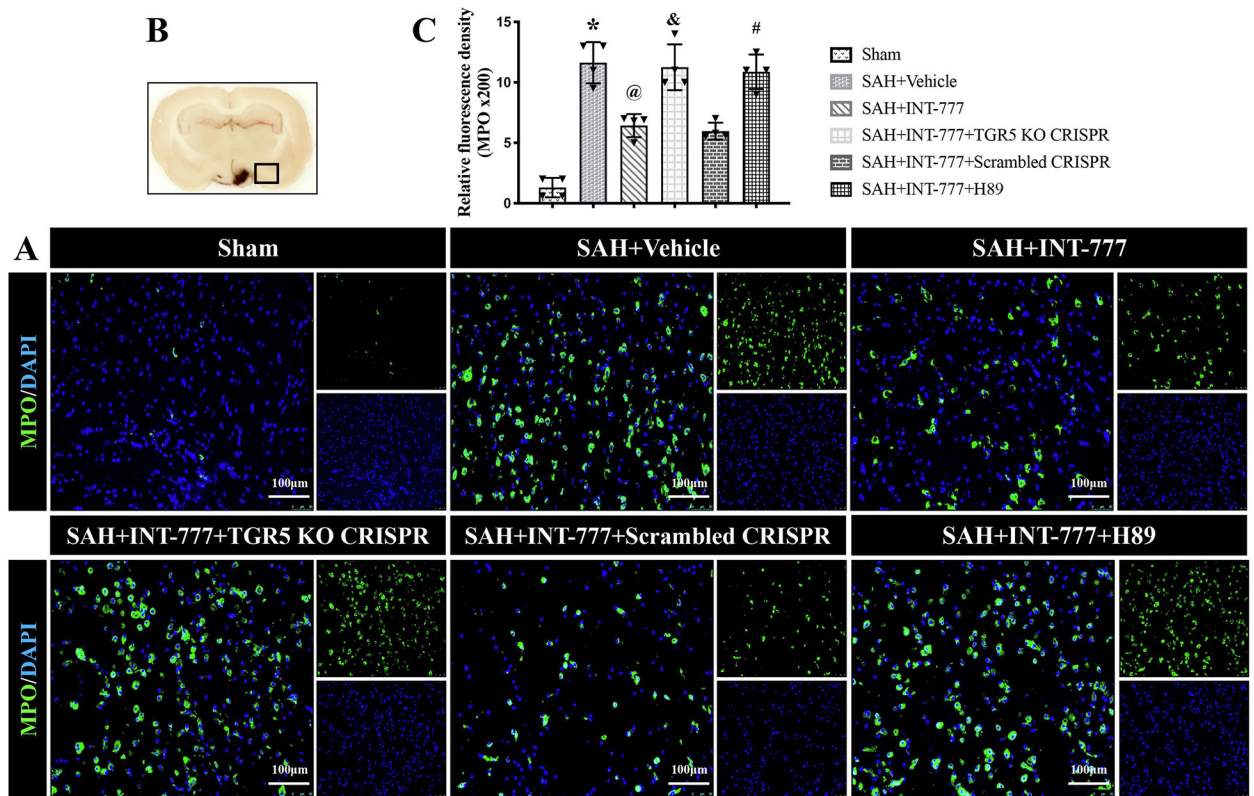 B
C
Relative fluorescence density
(MPO x200)
15
10
5
0
*
@
&
#
Sham
SAH+Vehicle
SAH+INT-777
SAH+INT-777+TGR5 KO CRISPR
SAH+INT-777+Scrambled CRISPR
SAH+INT-777+H89
A
Sham
SAH+Vehicle
SAH+INT-777
MPO/DAPI
100μm
100μm
100μm
SAH+INT-777+TGR5 KO CRISPR
SAH+INT-777+Scrambled CRISPR
SAH+INT-777+H89
MPO/DAPI
100μm
100μm
100μm